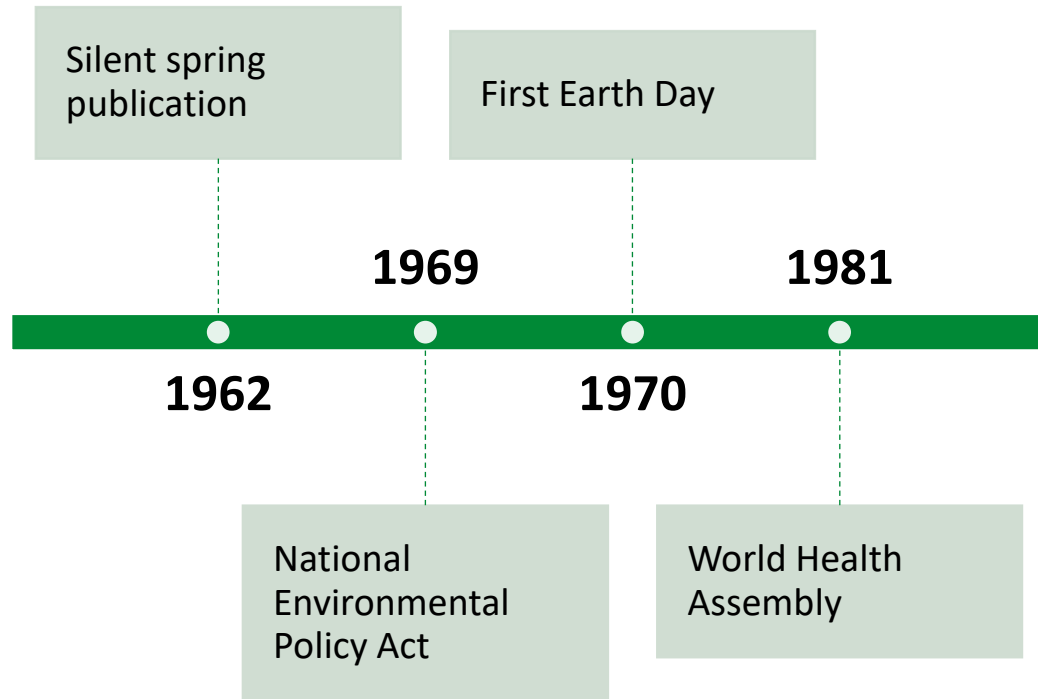 Silent spring
publication
First Earth Day
1969
1981
1962
1970
National
Environmental
Policy Act
World Health
Assembly